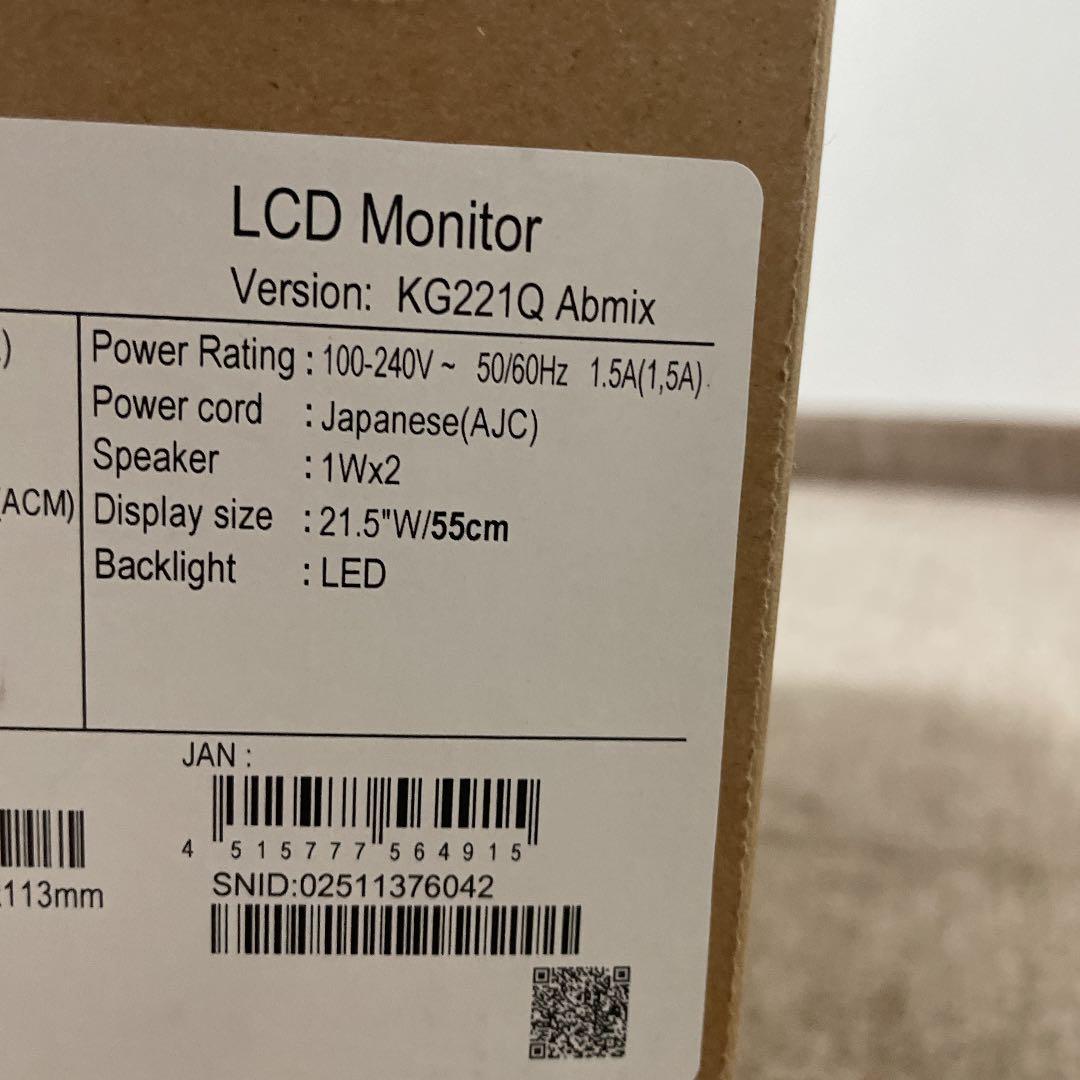 LCD Monitor
Version: KG221Q Abmix
)
Power Rating : 100-240V ~ 50/60Hz 1.5A(1,5A)
Power cord : Japanese(AJC)
Speaker : 1Wx2
(ACM)
Display size : 21.5"W/55cm
Backlight : LED
JAN :
4 515777 564915
:113mm
SNID:02511376042